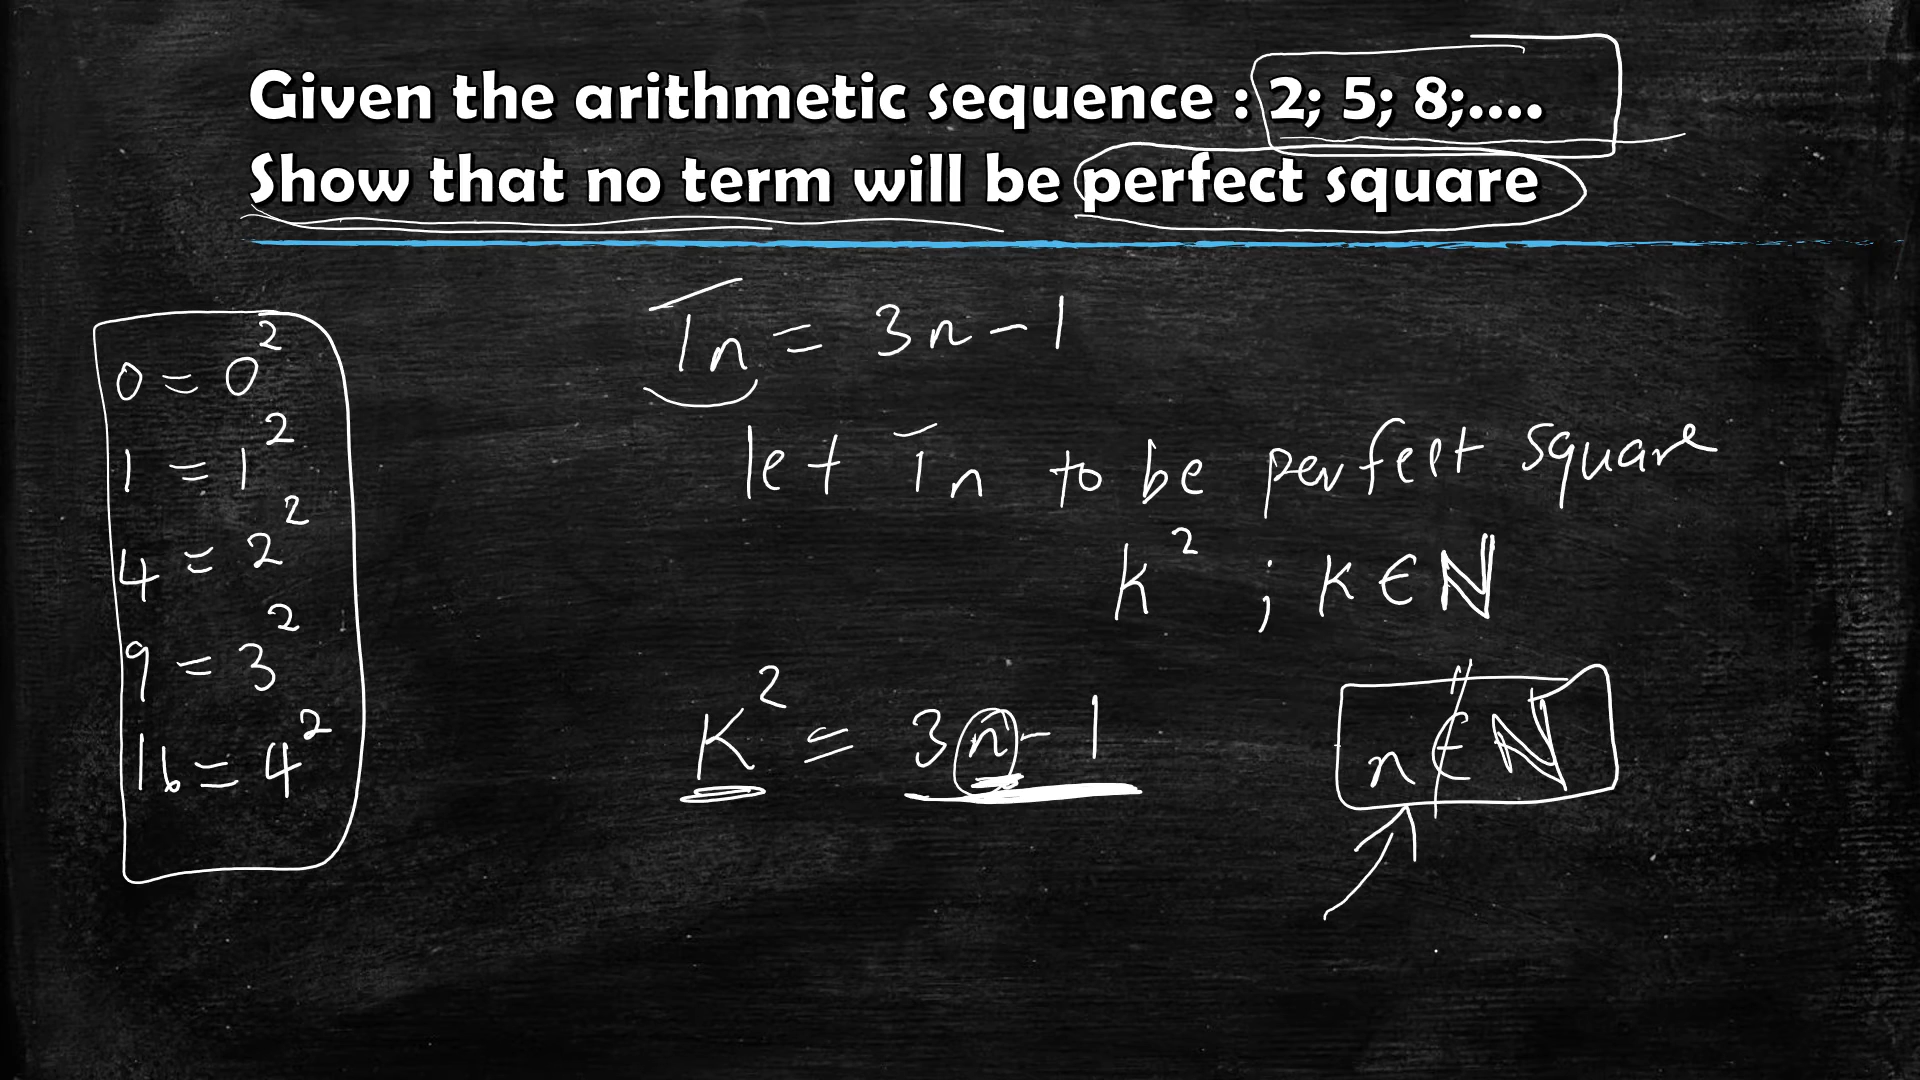 Given the arithmetic sequence : 2; 5; 8;....
Show that no term will be perfect square
0 = 0²
1 = 1²
4 = 2²
9 = 3²
16 = 4²
Tn = 3n - 1
let Tn to be perfect square
k² ; k ∈ ℕ
K² = 3n - 1
n ∉ ℕ